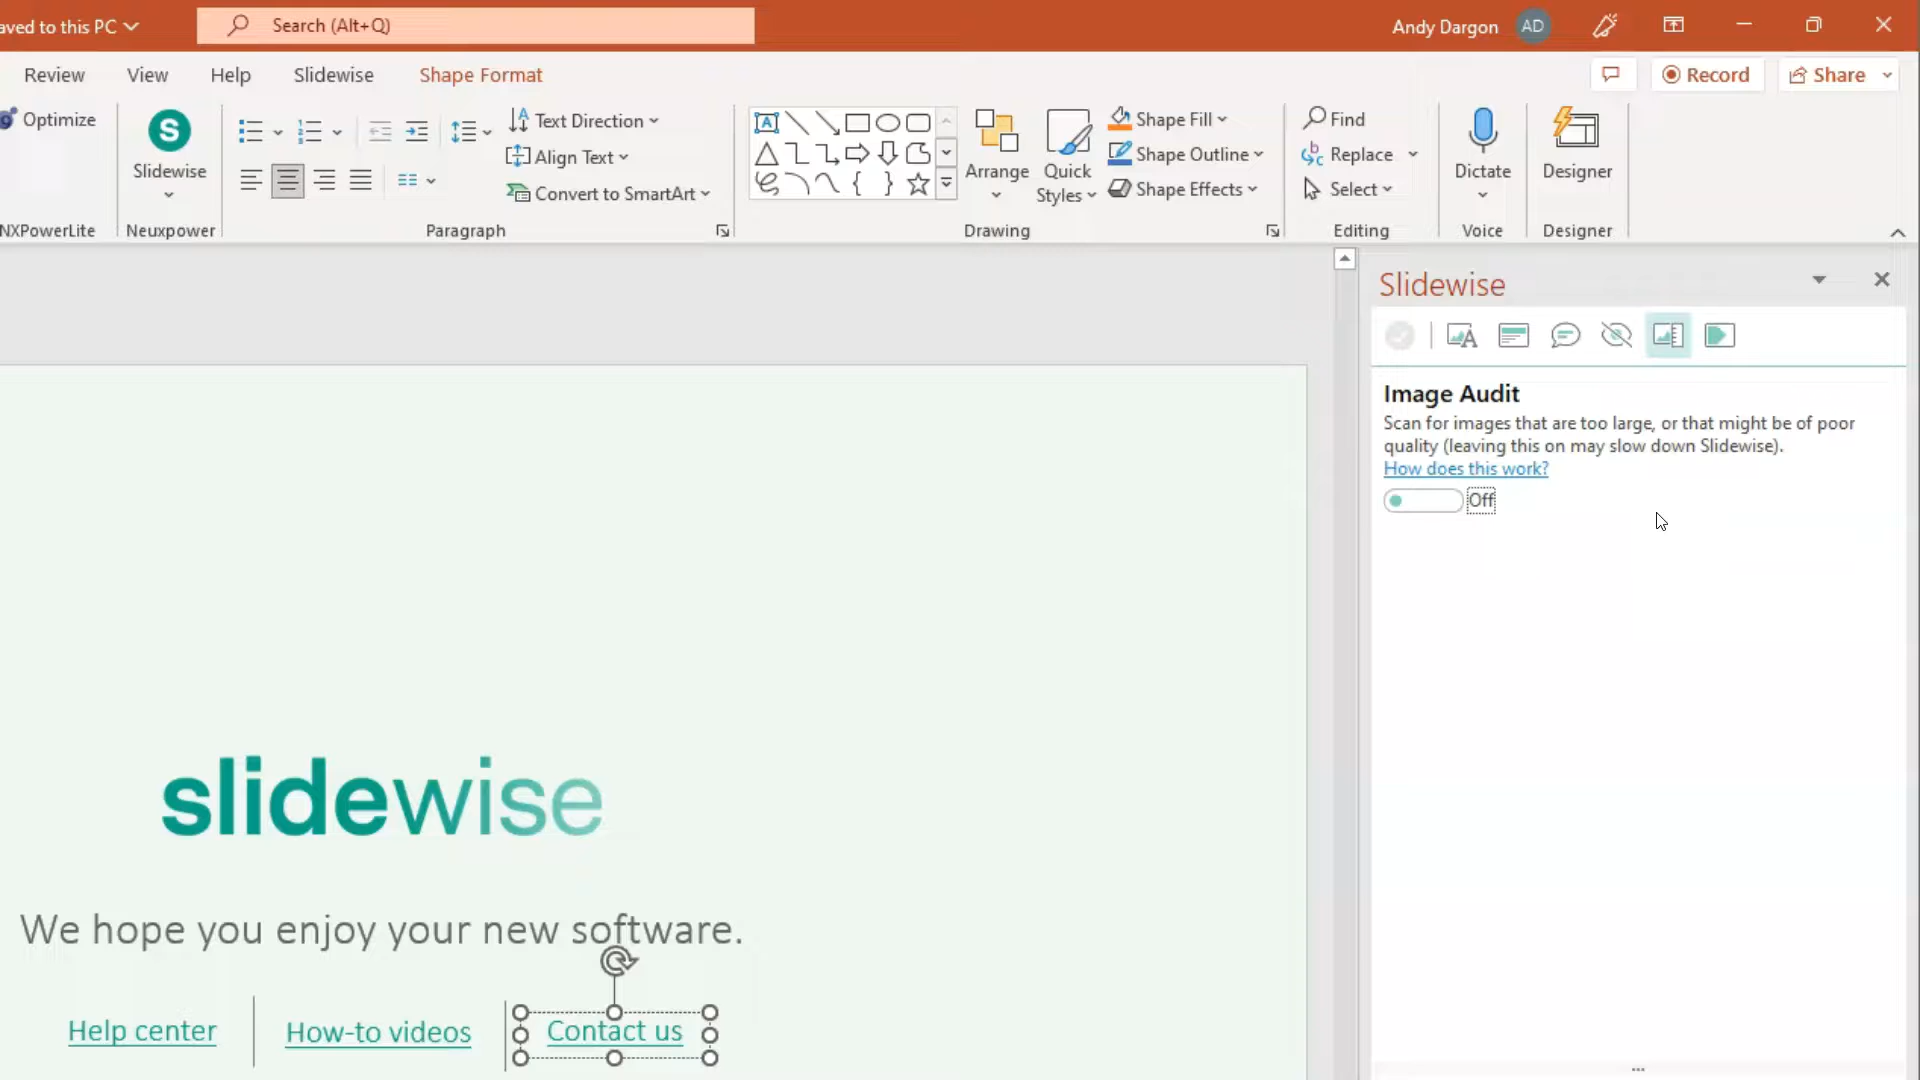 aved to this PC
Search (Alt+Q)
Andy Dargon
AD
Review
View
Help
Slidewise
Shape Format
Record
Share
Optimize
NXPowerLite
S
Slidewise
Neuxpower
Text Direction
Align Text
Convert to SmartArt
Paragraph
Arrange
Quick
Styles
Shape Fill
Shape Outline
Shape Effects
Drawing
Find
Replace
Select
Editing
Dictate
Voice
Designer
Designer
Slidewise
Image Audit
Scan for images that are too large, or that might be of poor
quality (leaving this on may slow down Slidewise).
How does this work?
Off
slidewise
We hope you enjoy your new software.
Help center
How-to videos
Contact us